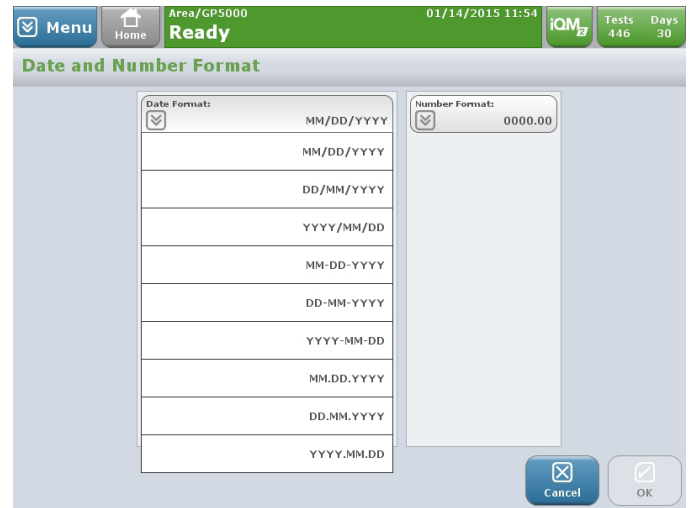 Menu
Home
Area/GP5000
Ready
01/14/2015 11:54
iQM2
Tests Days
446 30
Date and Number Format
Date Format:
MM/DD/YYYY
Number Format:
0000.00
MM/DD/YYYY
DD/MM/YYYY
YYYY/MM/DD
MM-DD-YYYY
DD-MM-YYYY
YYYY-MM-DD
MM.DD.YYYY
DD.MM.YYYY
YYYY.MM.DD
Cancel
OK